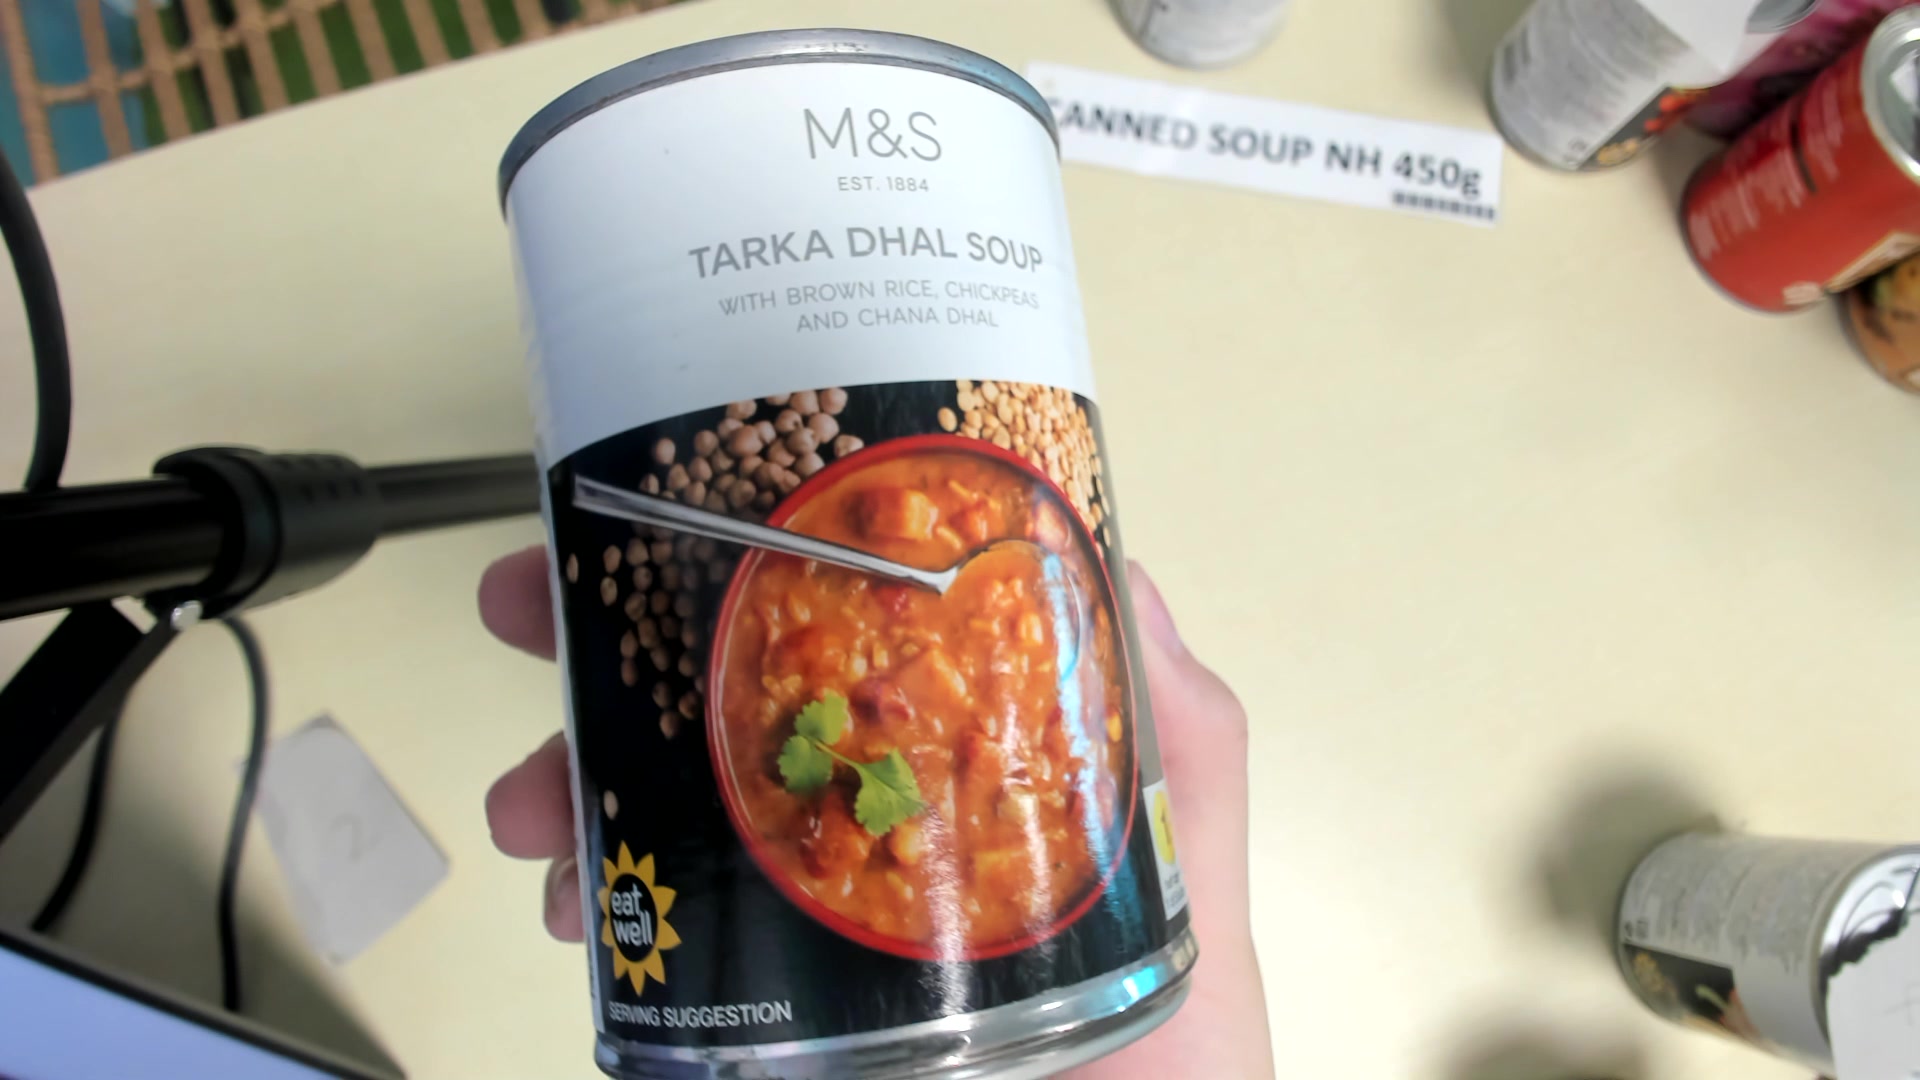 M&S
EST. 1884
TARKA DHAL SOUP
WITH BROWN RICE, CHICKPEAS
AND CHANA DHAL
eat
well
SERVING SUGGESTION
CANNED SOUP NH 450g
2